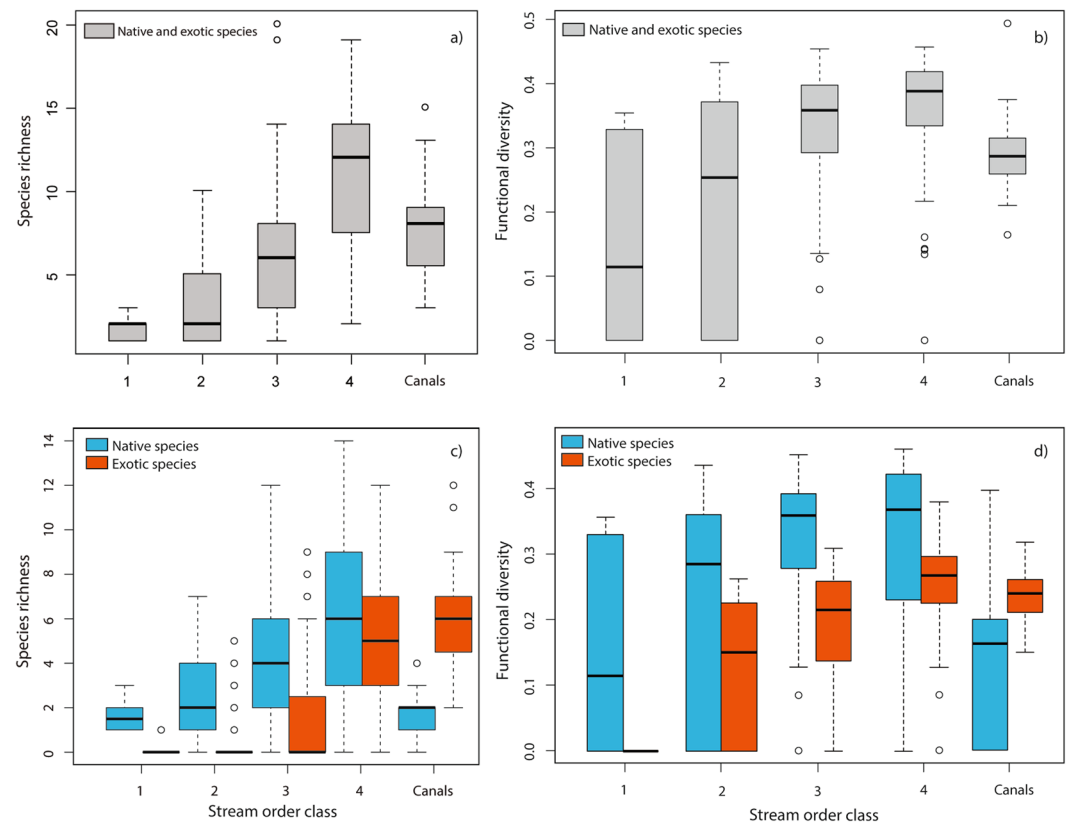 Native and exotic species
a)
Species richness
20
15
10
5
1 2 3 4 Canals
Native and exotic species
b)
Functional diversity
0.5
0.4
0.3
0.2
0.1
0.0
1 2 3 4 Canals
Native species
Exotic species
c)
Species richness
14
12
10
8
6
4
2
0
1 2 3 4 Canals
Stream order class
Native species
Exotic species
d)
Functional diversity
0.4
0.3
0.2
0.1
0.0
1 2 3 4 Canals
Stream order class